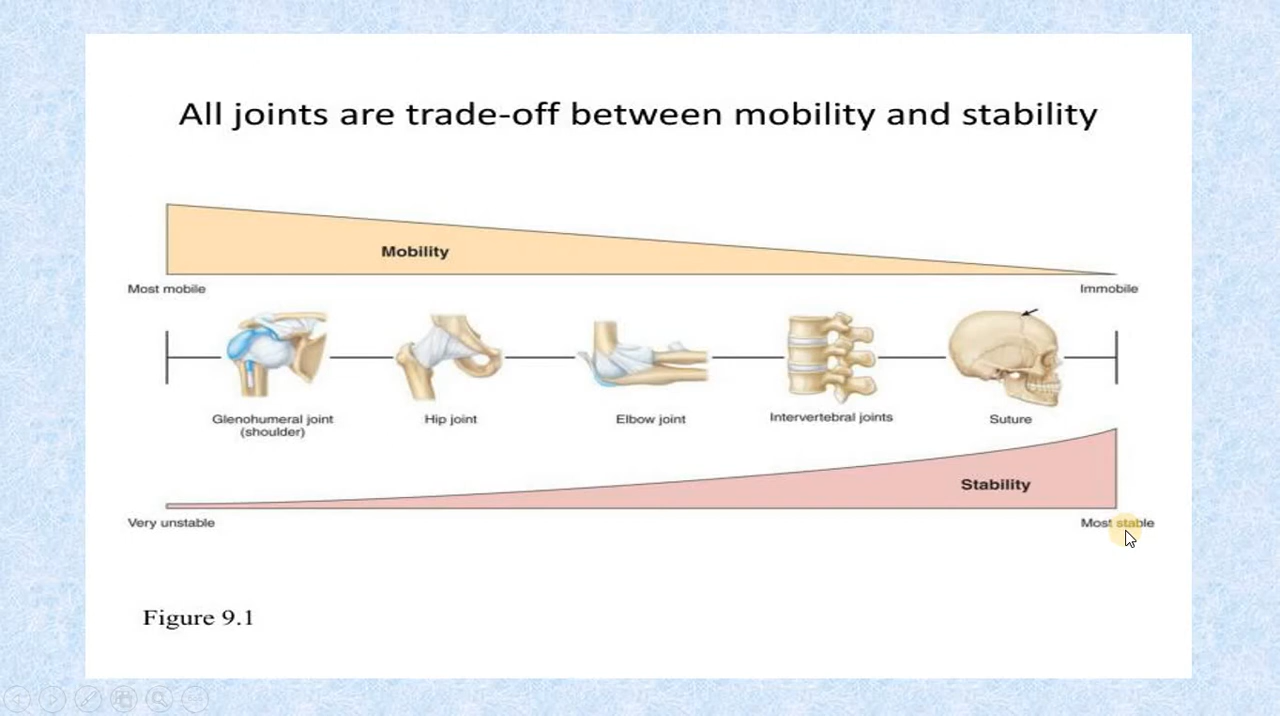 All joints are trade-off between mobility and stability
Mobility
Most mobile
Immobile
Glenohumeral joint
(shoulder)
Hip joint
Elbow joint
Intervertebral joints
Suture
Stability
Very unstable
Most stable
Figure 9.1